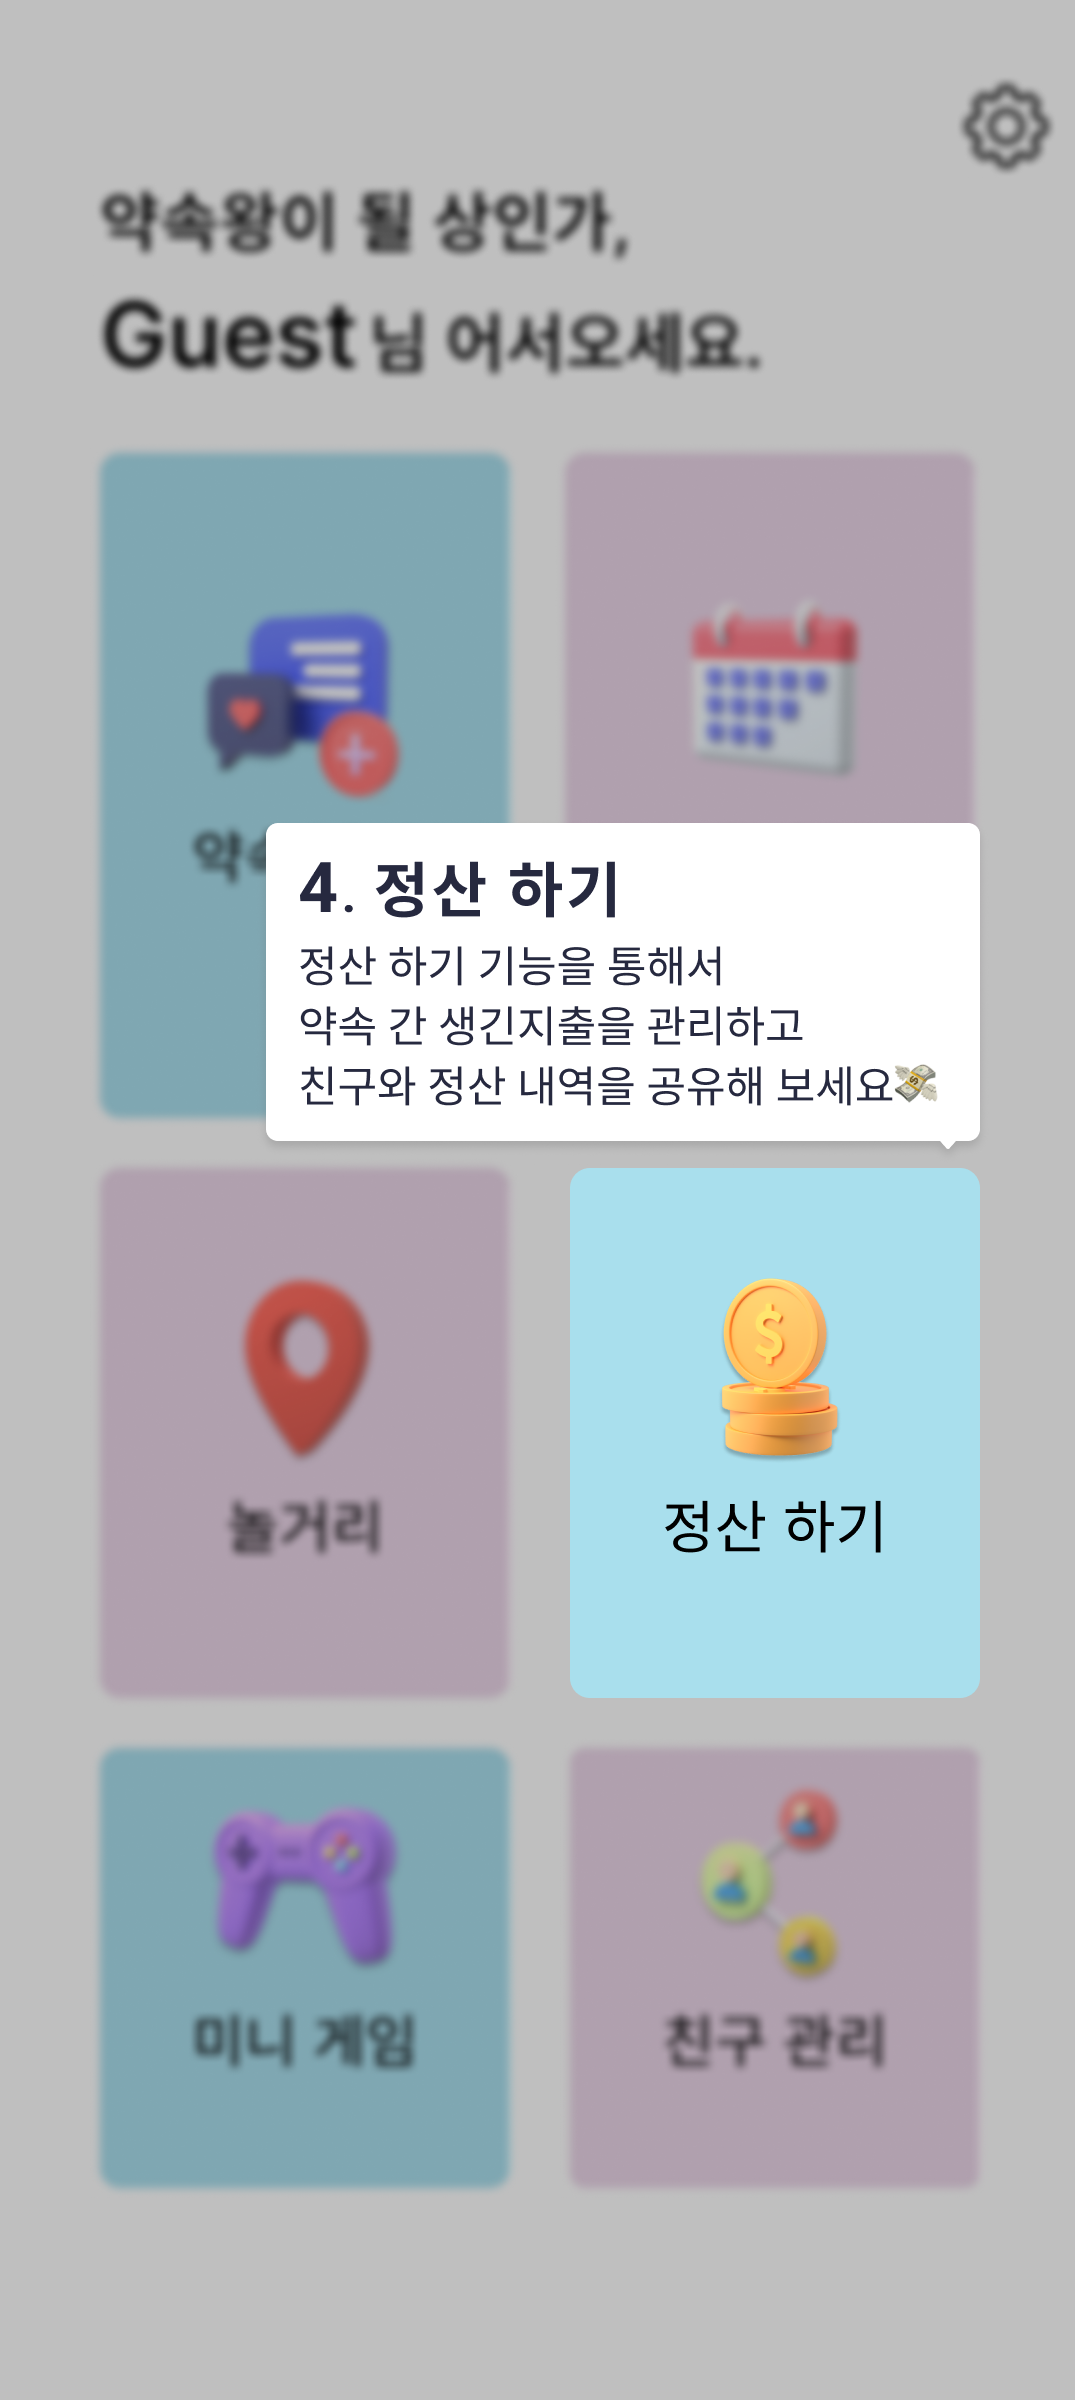 약속왕이 될 상인가,
Guest 님 어서오세요.
4. 정산 하기
정산 하기 기능을 통해서
약속 간 생긴지출을 관리하고
친구와 정산 내역을 공유해 보세요💸
놀거리
정산 하기
미니 게임
친구 관리